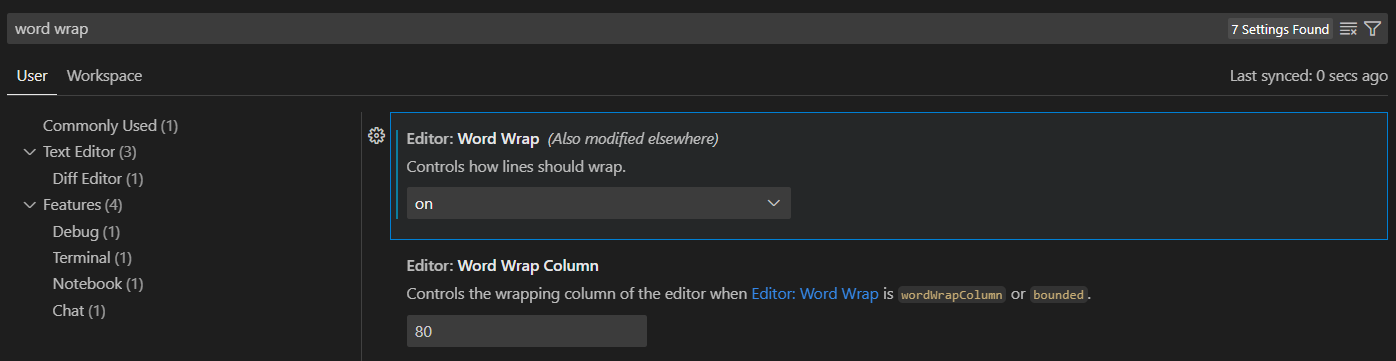 word wrap
7 Settings Found
User Workspace
Last synced: 0 secs ago
Commonly Used (1)
Text Editor (3)
Diff Editor (1)
Features (4)
Debug (1)
Terminal (1)
Notebook (1)
Chat (1)
Editor: Word Wrap (Also modified elsewhere)
Controls how lines should wrap.
on
Editor: Word Wrap Column
Controls the wrapping column of the editor when Editor: Word Wrap is wordWrapColumn or bounded.
80